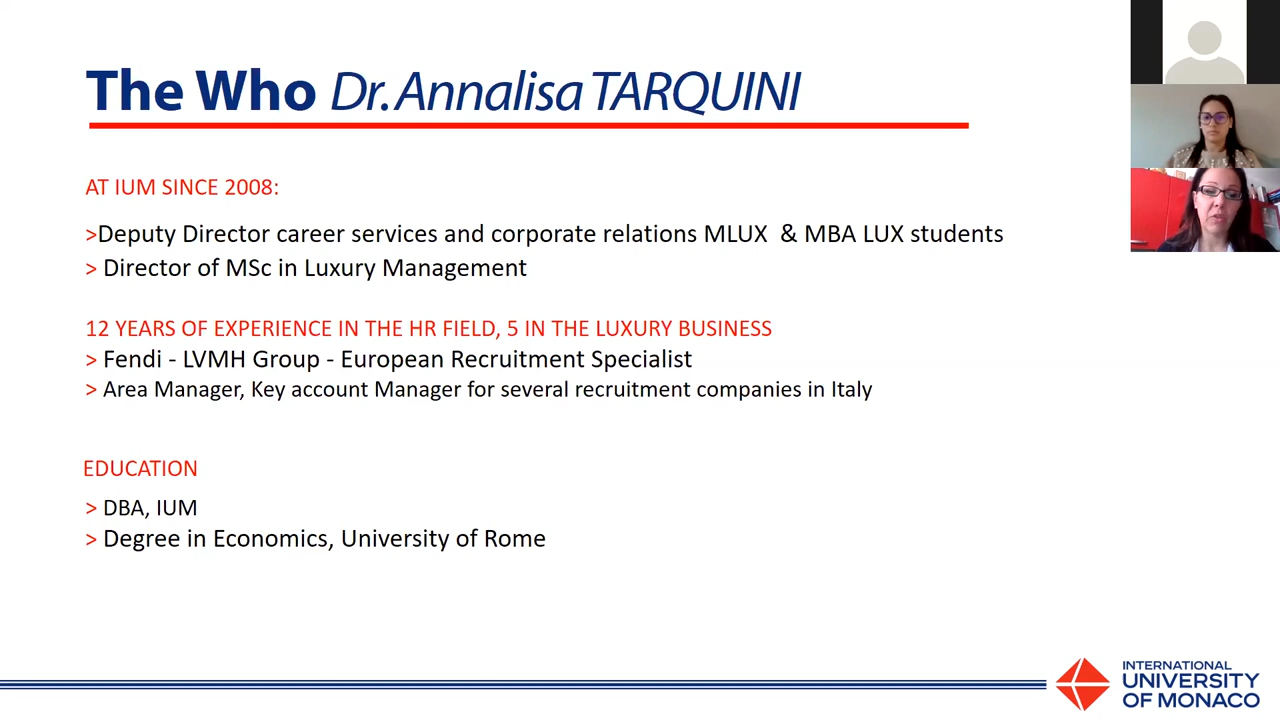 The Who Dr. Annalisa TARQUINI
AT IUM SINCE 2008:
>Deputy Director career services and corporate relations MLUX & MBA LUX students
> Director of MSc in Luxury Management
12 YEARS OF EXPERIENCE IN THE HR FIELD, 5 IN THE LUXURY BUSINESS
> Fendi - LVMH Group - European Recruitment Specialist
> Area Manager, Key account Manager for several recruitment companies in Italy
EDUCATION
> DBA, IUM
> Degree in Economics, University of Rome
INTERNATIONAL
UNIVERSITY
OF MONACO